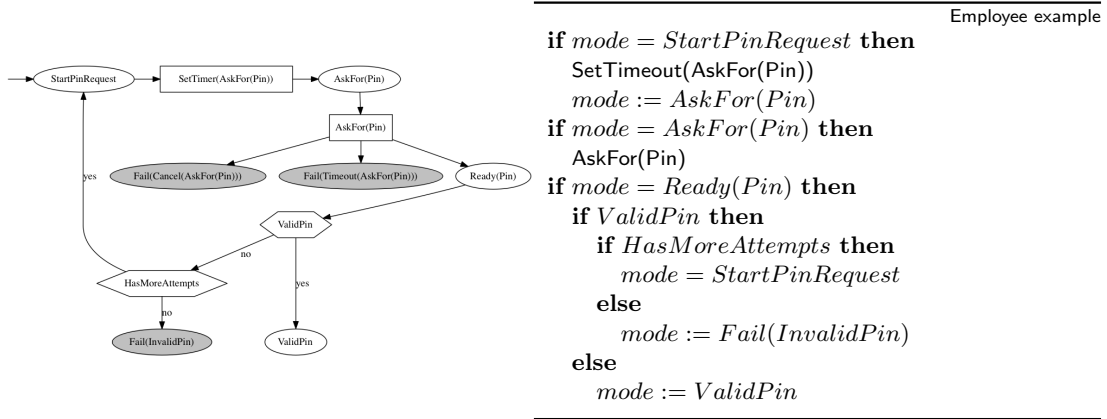 StartPinRequest
SetTimer(AskFor(Pin))
AskFor(Pin)
AskFor(Pin)
Fail(Cancel(AskFor(Pin)))
Fail(Timeout(AskFor(Pin)))
Ready(Pin)
yes
ValidPin
no
HasMoreAttempts
yes
no
Fail(InvalidPin)
ValidPin
Employee example
if mode = StartPinRequest then
SetTimeout(AskFor(Pin))
mode := AskFor(Pin)
if mode = AskFor(Pin) then
AskFor(Pin)
if mode = Ready(Pin) then
if ValidPin then
if HasMoreAttempts then
mode = StartPinRequest
else
mode := Fail(InvalidPin)
else
mode := ValidPin